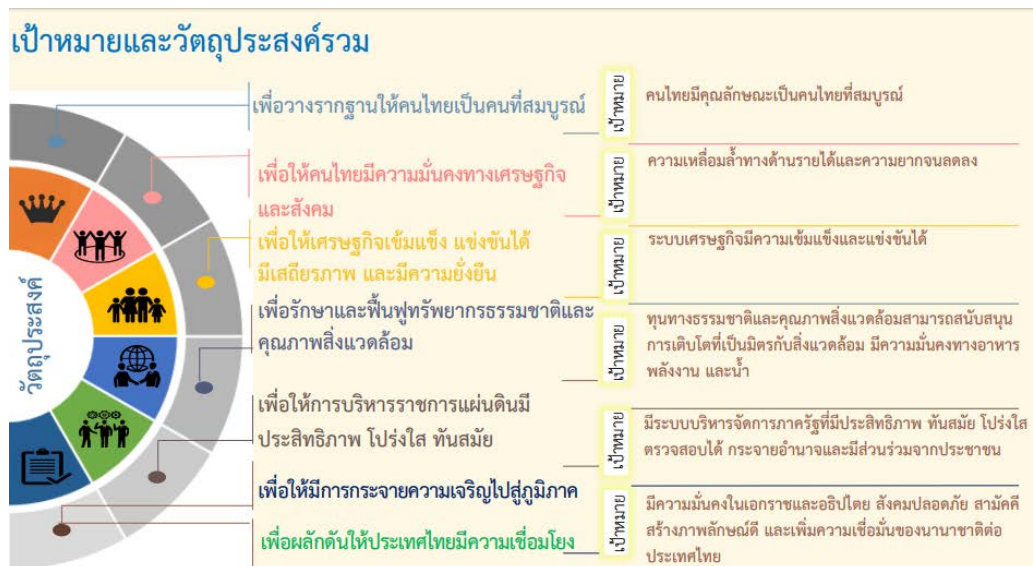 เป้าหมายและวัตถุประสงค์รวม
วัตถุประสงค์
เพื่อวางรากฐานให้คนไทยเป็นคนที่สมบูรณ์
เป้าหมาย
คนไทยมีคุณลักษณะเป็นคนไทยที่สมบูรณ์
เพื่อให้คนไทยมีความมั่นคงทางเศรษฐกิจ
และสังคม
เป้าหมาย
ความเหลื่อมล้ำทางด้านรายได้และความยากจนลดลง
เพื่อให้เศรษฐกิจเข้มแข็ง แข่งขันได้
มีเสถียรภาพ และมีความยั่งยืน
เป้าหมาย
ระบบเศรษฐกิจมีความเข้มแข็งและแข่งขันได้
เพื่อรักษาและฟื้นฟูทรัพยากรธรรมชาติและ
คุณภาพสิ่งแวดล้อม
เป้าหมาย
ทุนทางธรรมชาติและคุณภาพสิ่งแวดล้อมสามารถสนับสนุน
การเติบโตที่เป็นมิตรกับสิ่งแวดล้อม มีความมั่นคงทางอาหาร
พลังงาน และน้ำ
เพื่อให้การบริหารราชการแผ่นดินมี
ประสิทธิภาพ โปร่งใส ทันสมัย
เป้าหมาย
มีระบบบริหารจัดการภาครัฐที่มีประสิทธิภาพ ทันสมัย โปร่งใส
ตรวจสอบได้ กระจายอำนาจและมีส่วนร่วมจากประชาชน
เพื่อให้มีการกระจายความเจริญไปสู่ภูมิภาค
เพื่อผลักดันให้ประเทศไทยมีความเชื่อมโยง
เป้าหมาย
มีความมั่นคงในเอกราชและอธิปไตย สังคมปลอดภัย สามัคคี
สร้างภาพลักษณ์ดี และเพิ่มความเชื่อมั่นของนานาชาติต่อ
ประเทศไทย